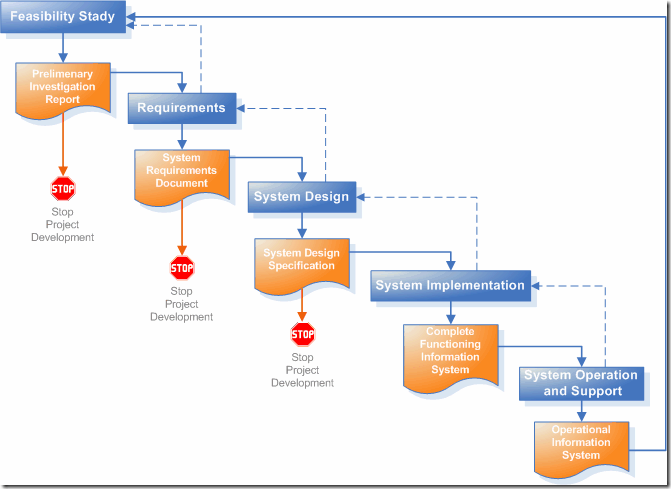 Feasibility Stady
Prelimenary
Investigation
Report
STOP
Stop
Project
Development
Requirements
System
Requirements
Document
STOP
Stop
Project
Development
System Design
System Design
Specification
STOP
Stop
Project
Development
System Implementation
Complete
Functioning
Information
System
System Operation
and Support
Operational
Information
System